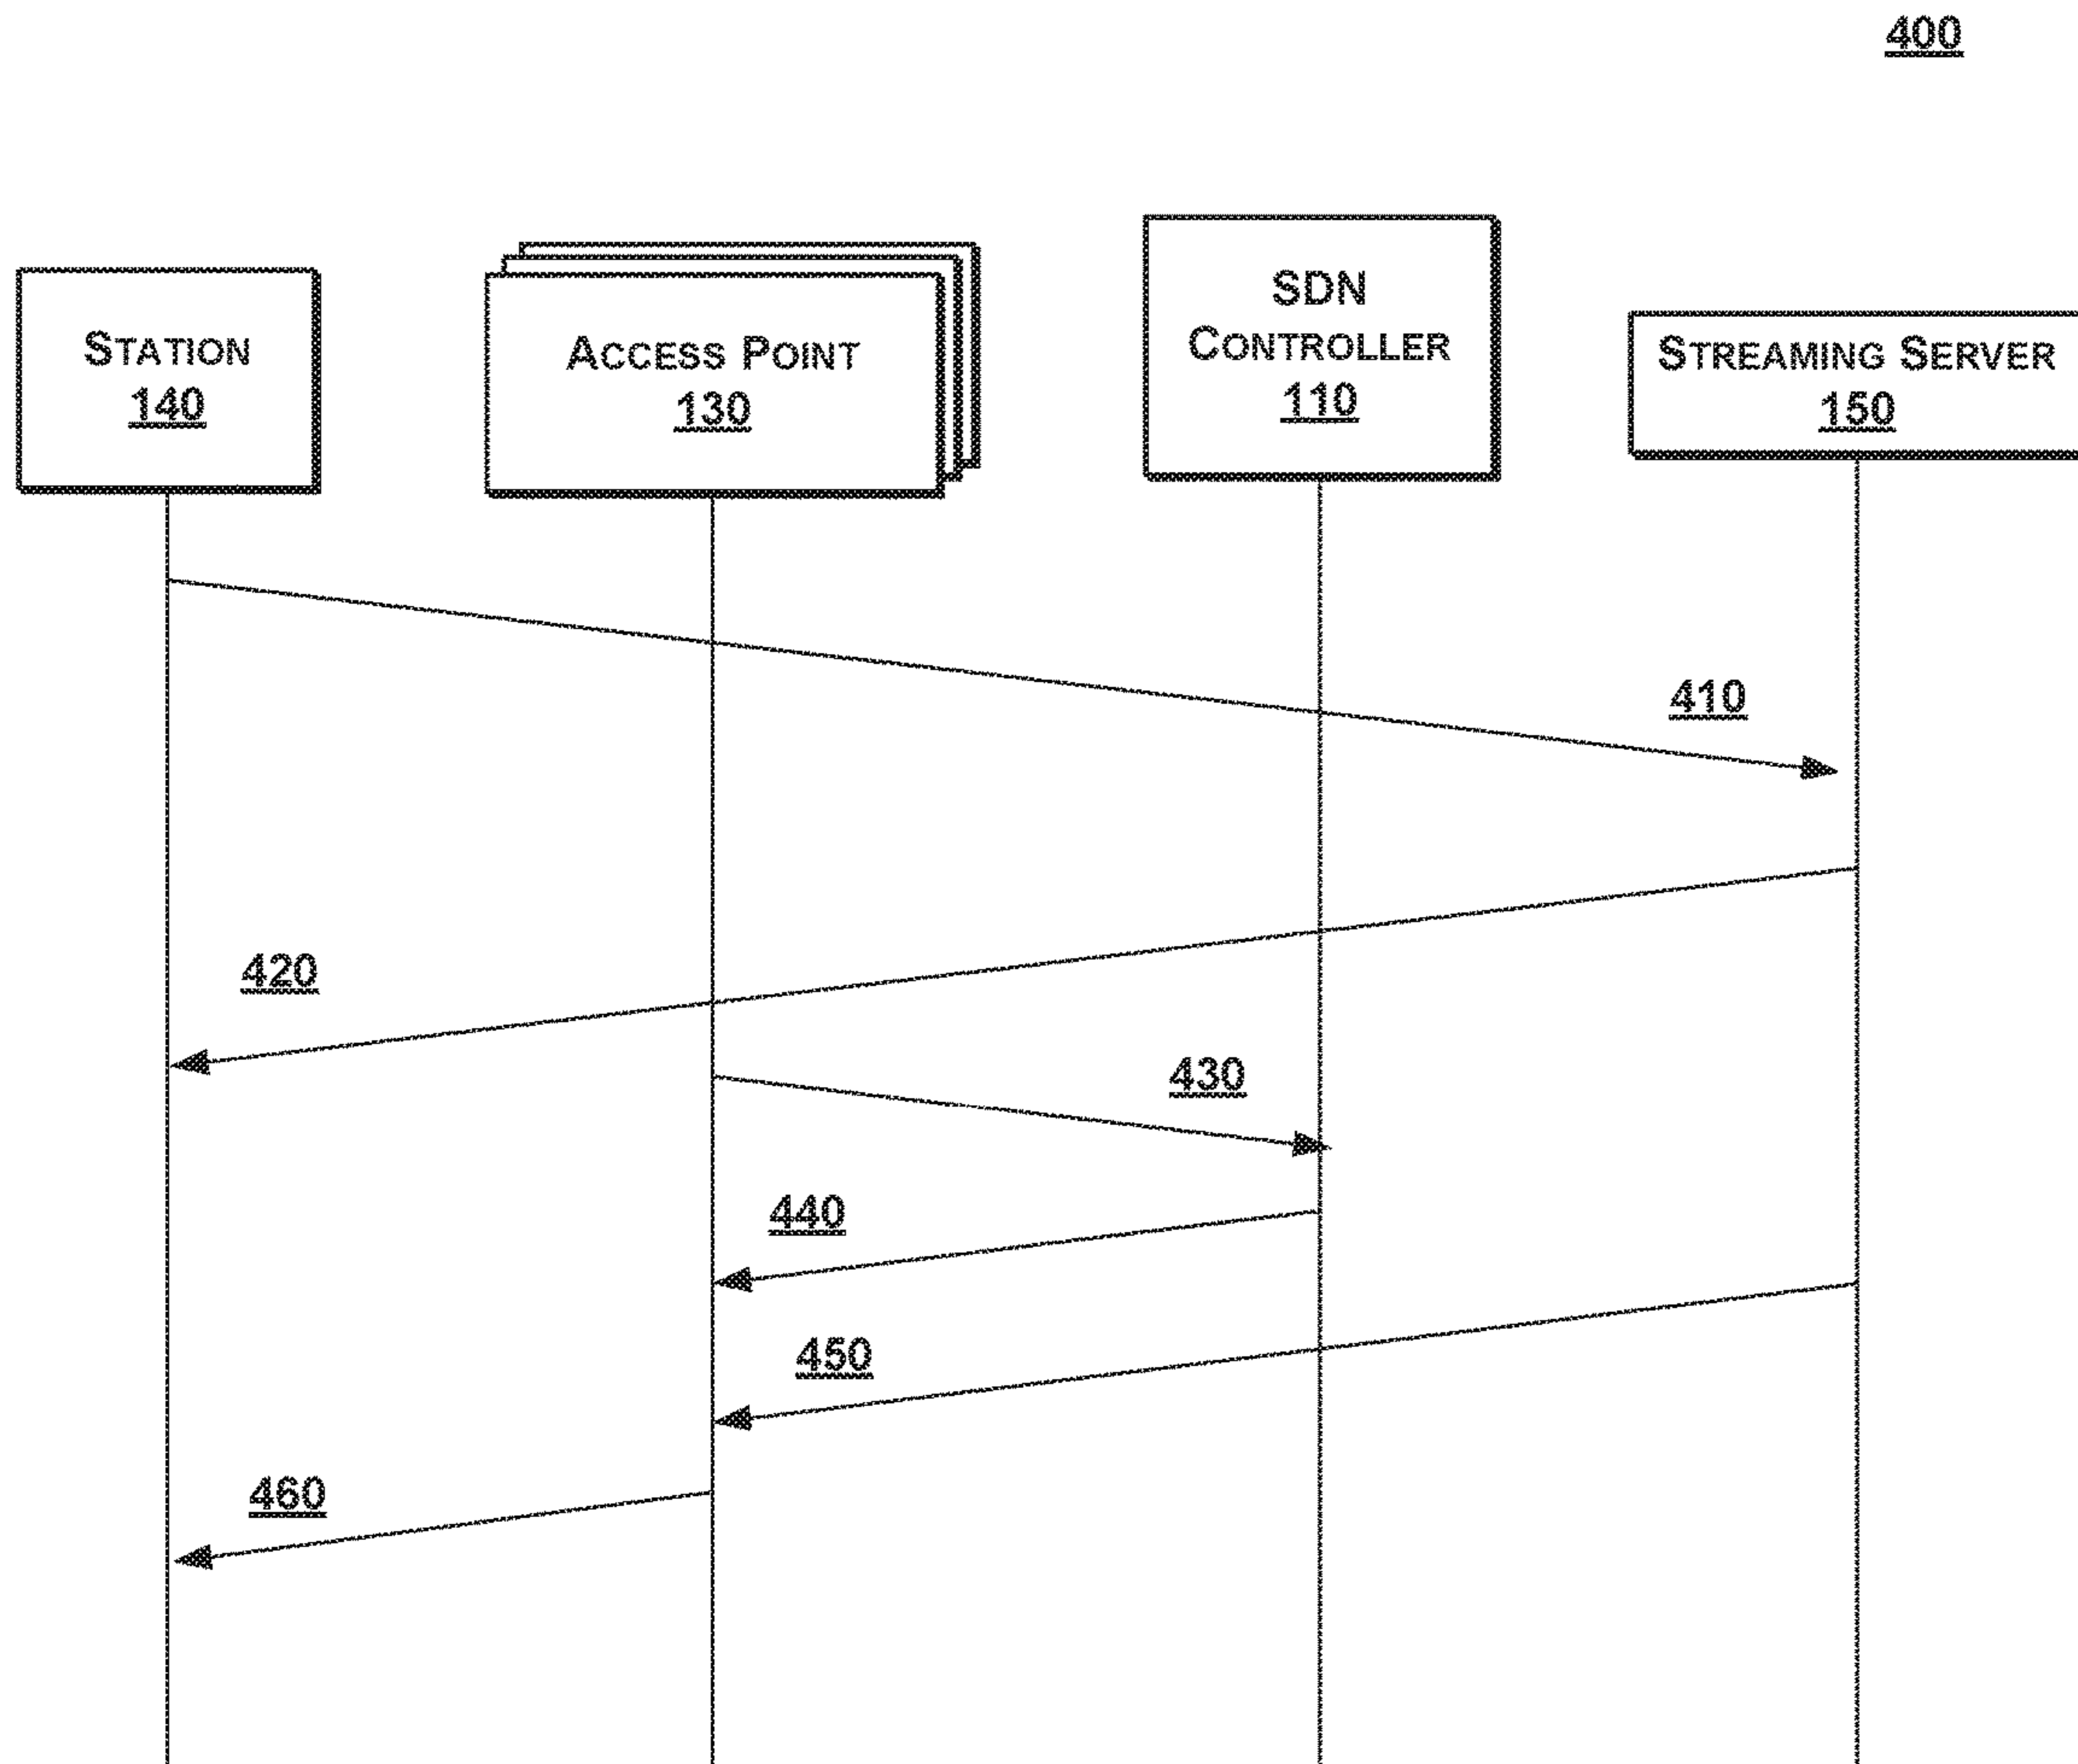 400
STATION
140
ACCESS POINT
130
SDN
CONTROLLER
110
STREAMING SERVER
150
410
420
430
440
450
460